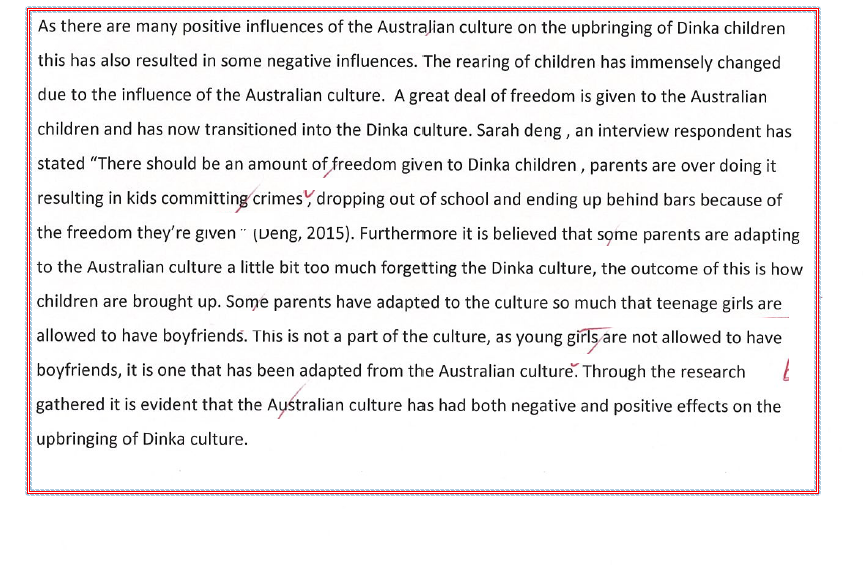 As there are many positive influences of the Australian culture on the upbringing of Dinka children
this has also resulted in some negative influences. The rearing of children has immensely changed
due to the influence of the Australian culture.  A great deal of freedom is given to the Australian
children and has now transitioned into the Dinka culture. Sarah deng , an interview respondent has
stated “There should be an amount of freedom given to Dinka children , parents are over doing it
resulting in kids committing crimes, dropping out of school and ending up behind bars because of
the freedom they’re given ” (Deng, 2015). Furthermore it is believed that some parents are adapting
to the Australian culture a little bit too much forgetting the Dinka culture, the outcome of this is how
children are brought up. Some parents have adapted to the culture so much that teenage girls are
allowed to have boyfriends. This is not a part of the culture, as young girls are not allowed to have
boyfriends, it is one that has been adapted from the Australian culture. Through the research
gathered it is evident that the Australian culture has had both negative and positive effects on the
upbringing of Dinka culture.